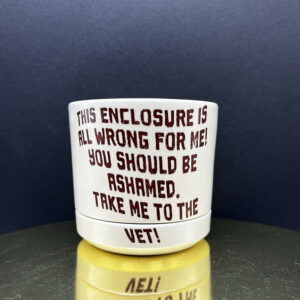 THIS ENCLOSURE IS
ALL WRONG FOR ME!
YOU SHOULD BE
ASHAMED.
TAKE ME TO THE
VET!